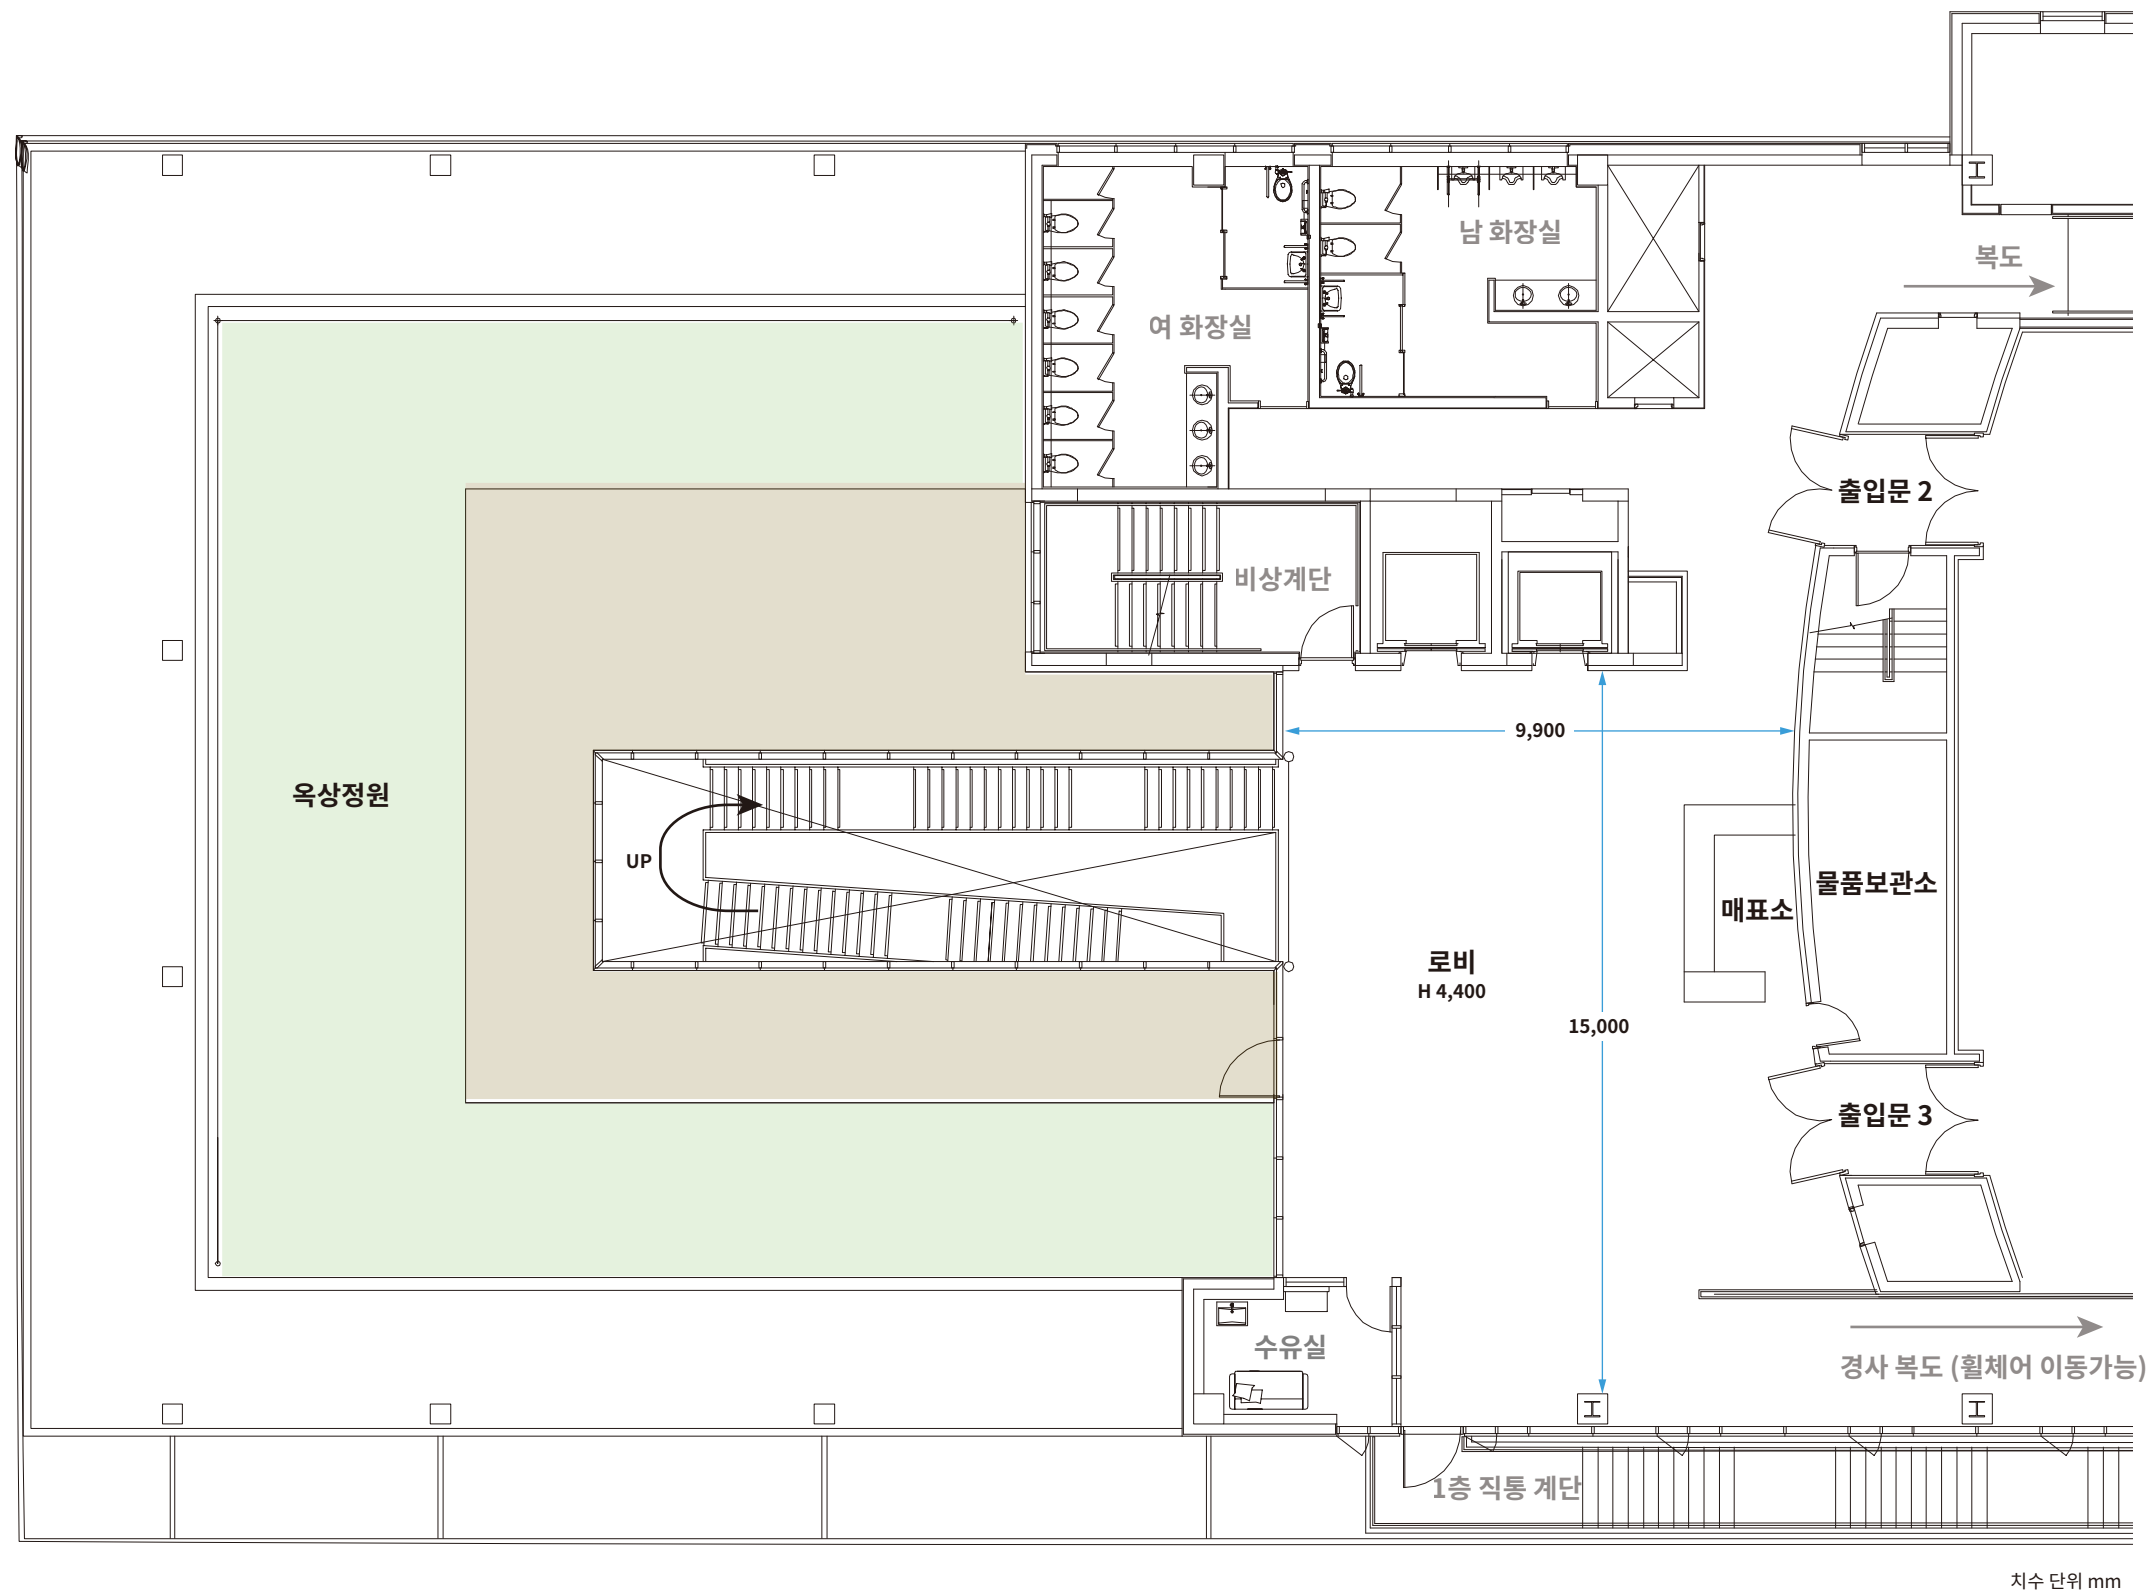 남 화장실
복도
여 화장실
출입문 2
비상계단
9,900
옥상정원
UP
물품보관소
매표소
로비
H 4,400
15,000
출입문 3
수유실
경사 복도 (휠체어 이동가능)
1층 직통 계단
치수 단위 mm